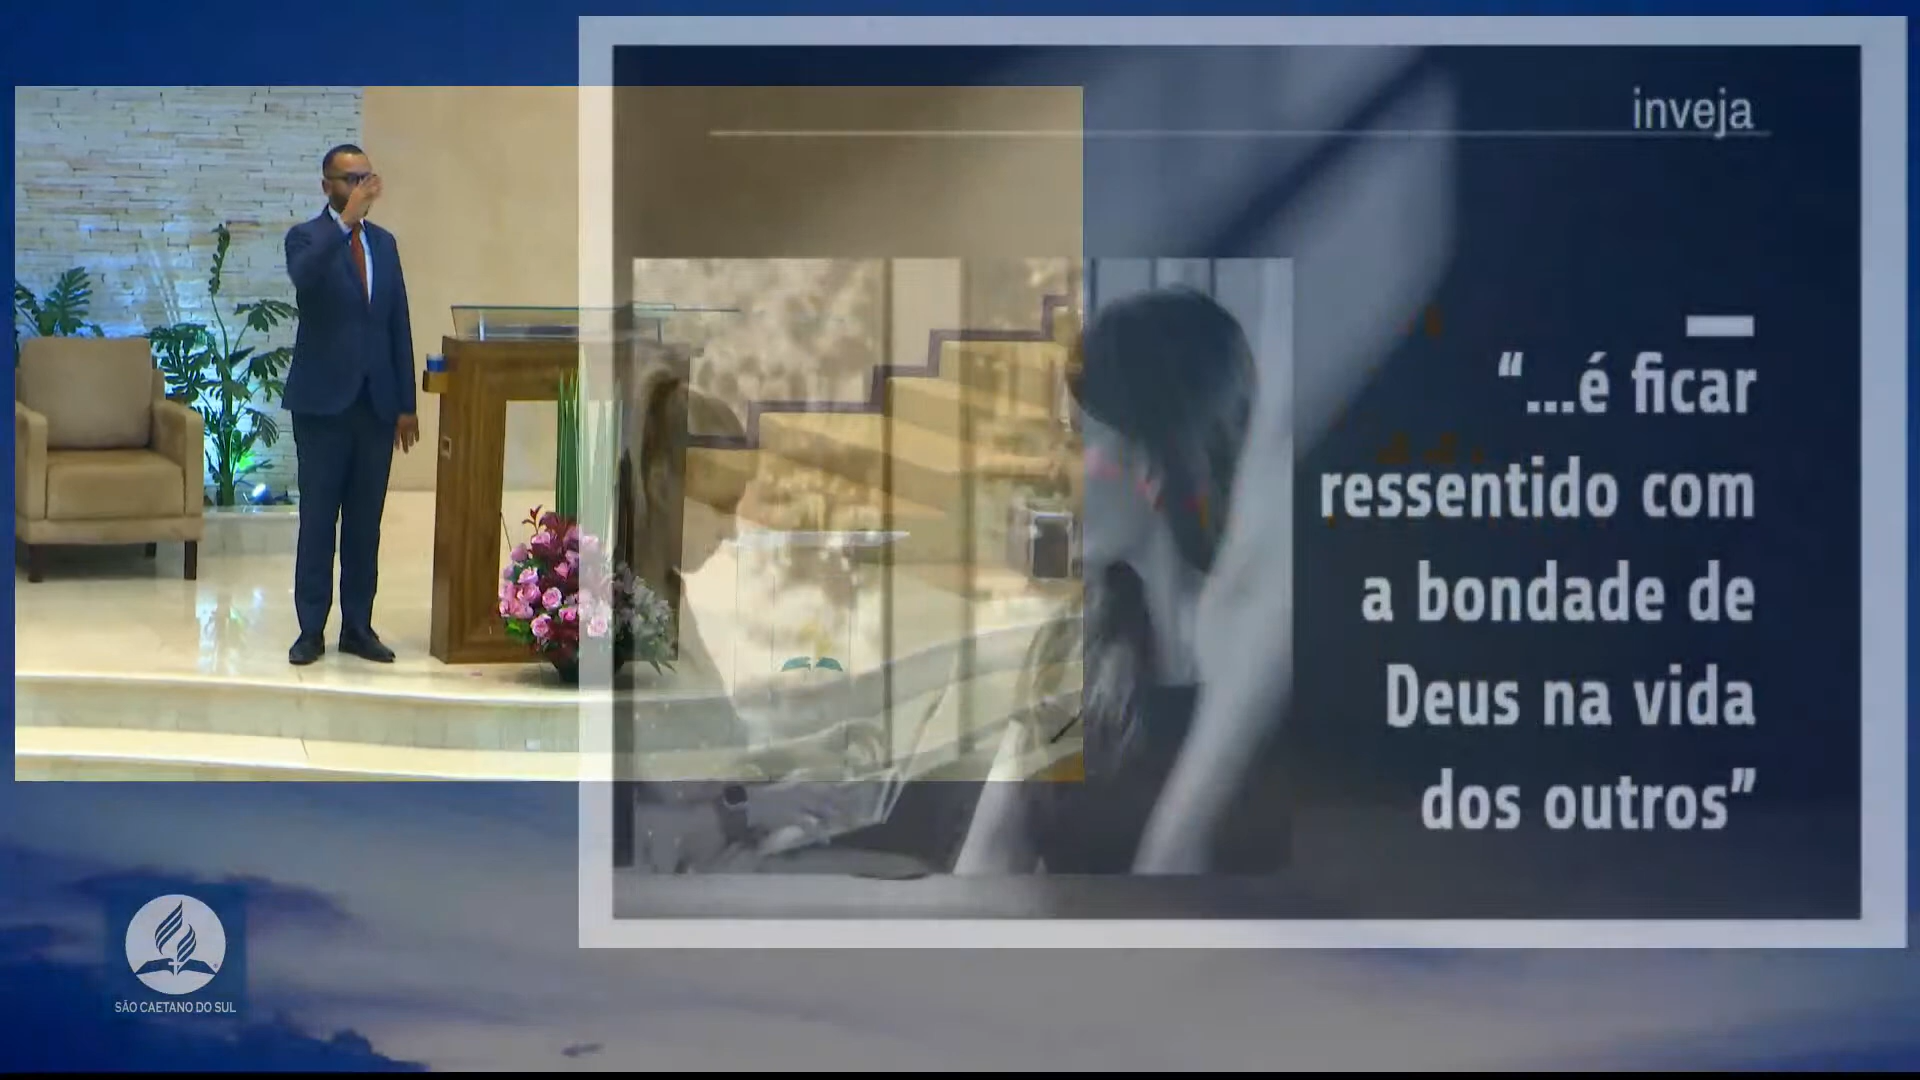 inveja
“...é ficar
ressentido com
a bondade de
Deus na vida
dos outros”
SÃO CAETANO DO SUL